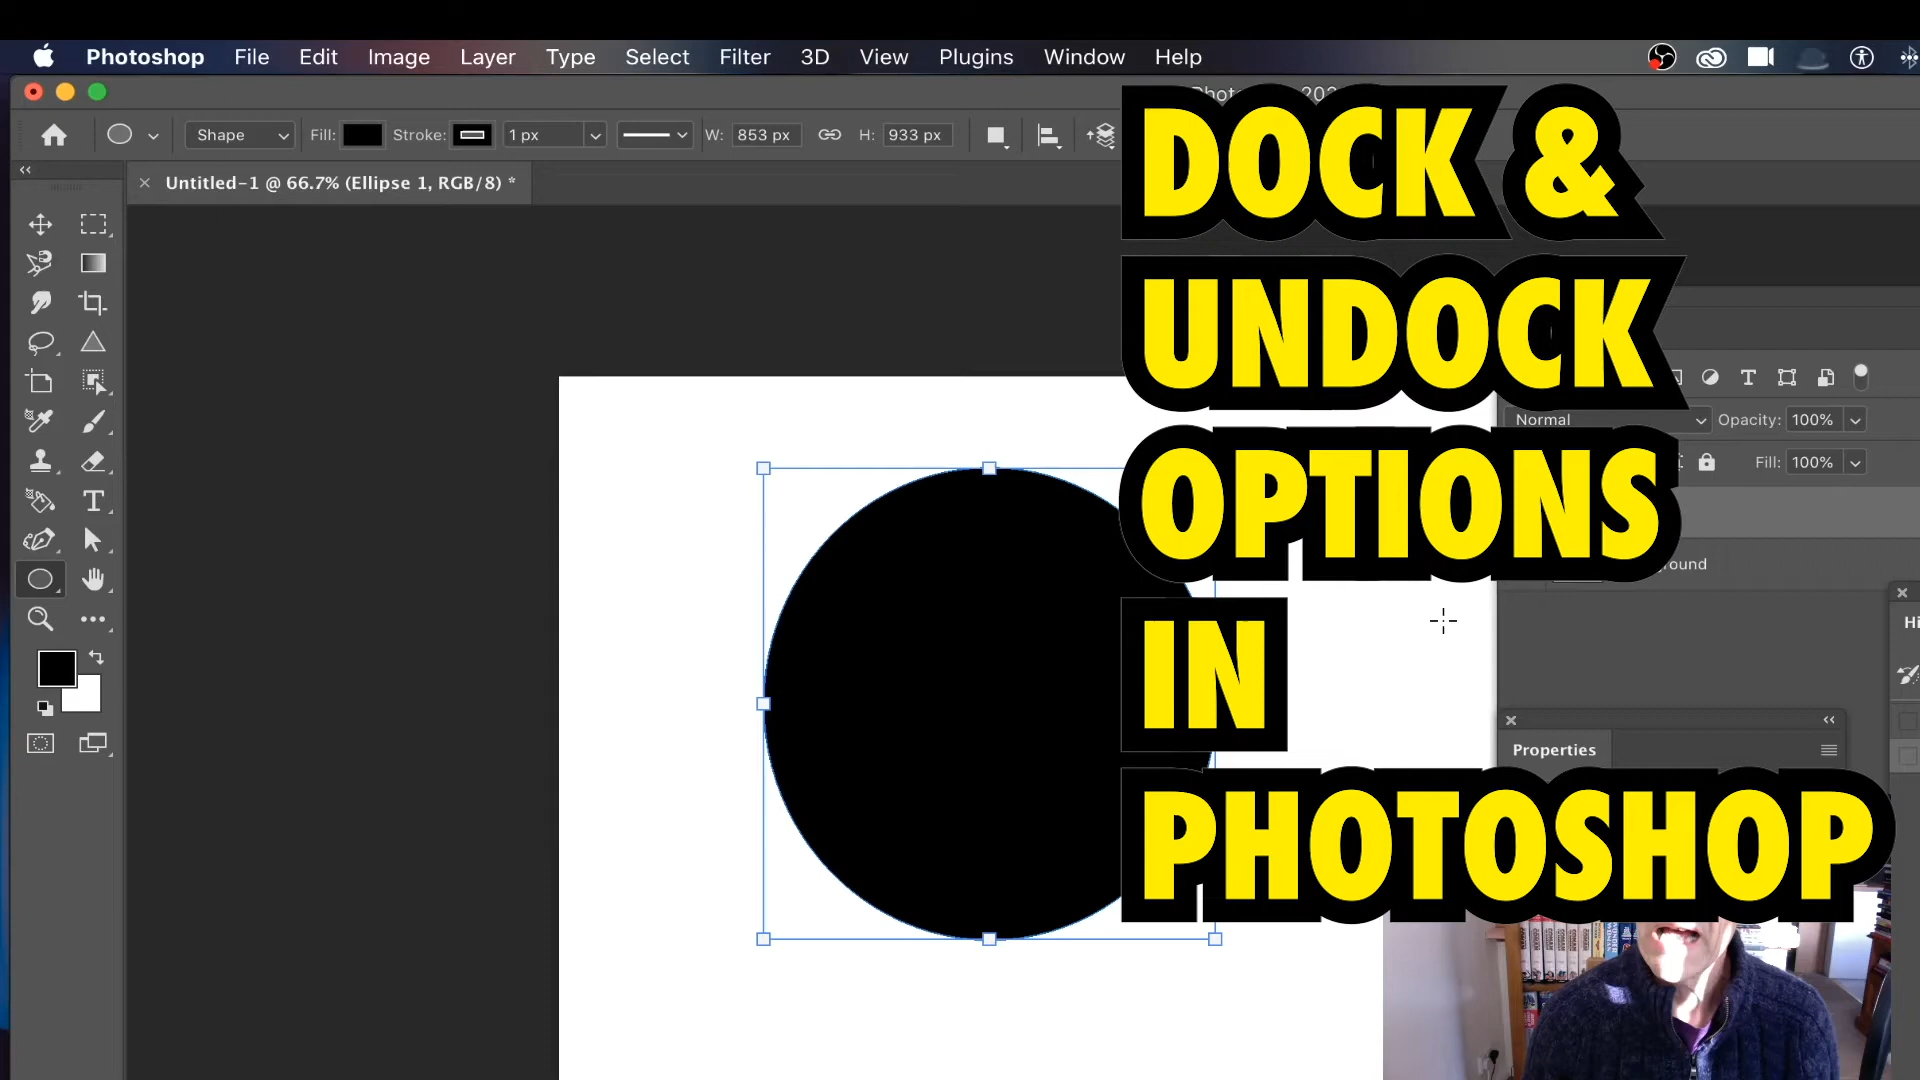 Photoshop File Edit Image Layer Type Select Filter 3D View Plugins Window Help
Shape Fill: Stroke: 1 px W: 853 px H: 933 px
Untitled-1 @ 66.7% (Ellipse 1, RGB/8) *
DOCK &
UNDOCK
OPTIONS
IN
PHOTOSHOP
Normal Opacity: 100%
Fill: 100%
Properties